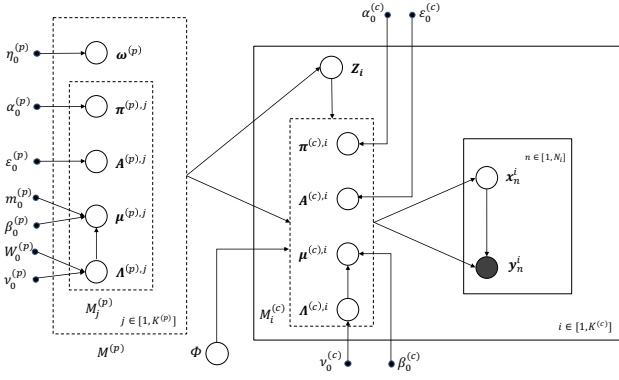 η₀⁽ᵖ⁾
ω⁽ᵖ⁾
α₀⁽ᵖ⁾
π⁽ᵖ⁾,ʲ
ε₀⁽ᵖ⁾
A⁽ᵖ⁾,ʲ
m₀⁽ᵖ⁾
β₀⁽ᵖ⁾
μ⁽ᵖ⁾,ʲ
W₀⁽ᵖ⁾
ν₀⁽ᵖ⁾
Λ⁽ᵖ⁾,ʲ
Mⱼ⁽ᵖ⁾
j ∈ [1, K⁽ᵖ⁾]
M⁽ᵖ⁾
Φ
α₀⁽ᶜ⁾
ε₀⁽ᶜ⁾
Zᵢ
π⁽ᶜ⁾,ⁱ
A⁽ᶜ⁾,ⁱ
μ⁽ᶜ⁾,ⁱ
Λ⁽ᶜ⁾,ⁱ
Mᵢ⁽ᶜ⁾
ν₀⁽ᶜ⁾
β₀⁽ᶜ⁾
n ∈ [1, Nᵢ]
xₙⁱ
yₙⁱ
i ∈ [1, K⁽ᶜ⁾]